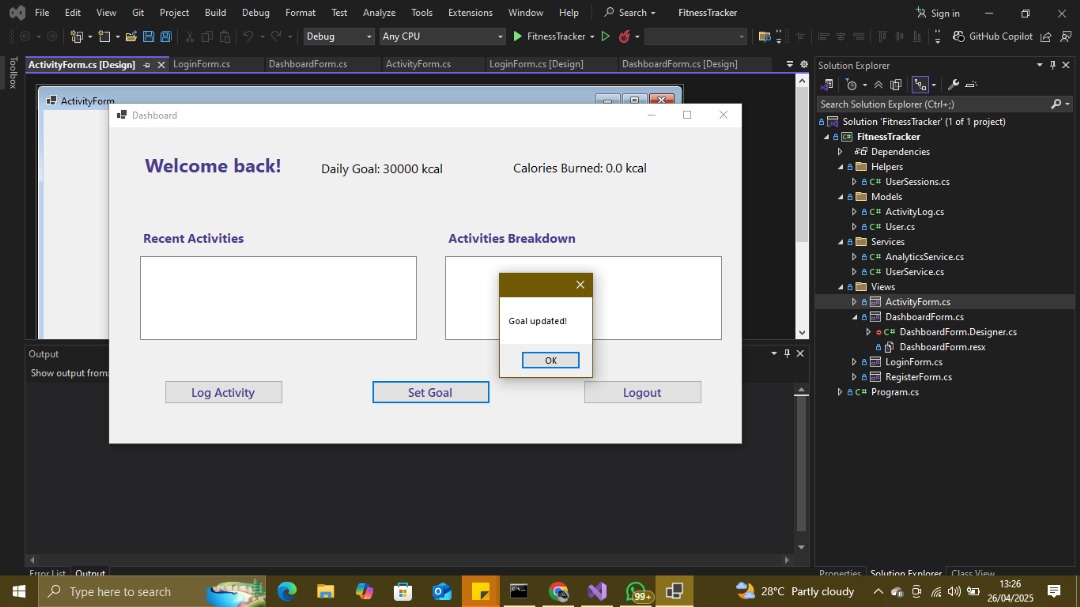 File Edit View Git Project Build Debug Format Test Analyze Tools Extensions Window Help Search FitnessTracker Sign in
Debug Any CPU FitnessTracker GitHub Copilot
Toolbox
ActivityForm.cs [Design] LoginForm.cs DashboardForm.cs ActivityForm.cs LoginForm.cs [Design] DashboardForm.cs [Design]
ActivityForm
Dashboard
Welcome back! Daily Goal: 30000 kcal Calories Burned: 0.0 kcal
Recent Activities Activities Breakdown
Goal updated!
OK
Log Activity Set Goal Logout
Output
Show output from:
Error List Output
Solution Explorer
Search Solution Explorer (Ctrl+;)
Solution 'FitnessTracker' (1 of 1 project)
FitnessTracker
Dependencies
Helpers
C# UserSessions.cs
Models
C# ActivityLog.cs
C# User.cs
Services
C# AnalyticsService.cs
C# UserService.cs
Views
ActivityForm.cs
DashboardForm.cs
C# DashboardForm.Designer.cs
DashboardForm.resx
LoginForm.cs
RegisterForm.cs
C# Program.cs
Properties Solution Explorer Class View
Type here to search
99+
28°C Partly cloudy
13:26
26/04/2025